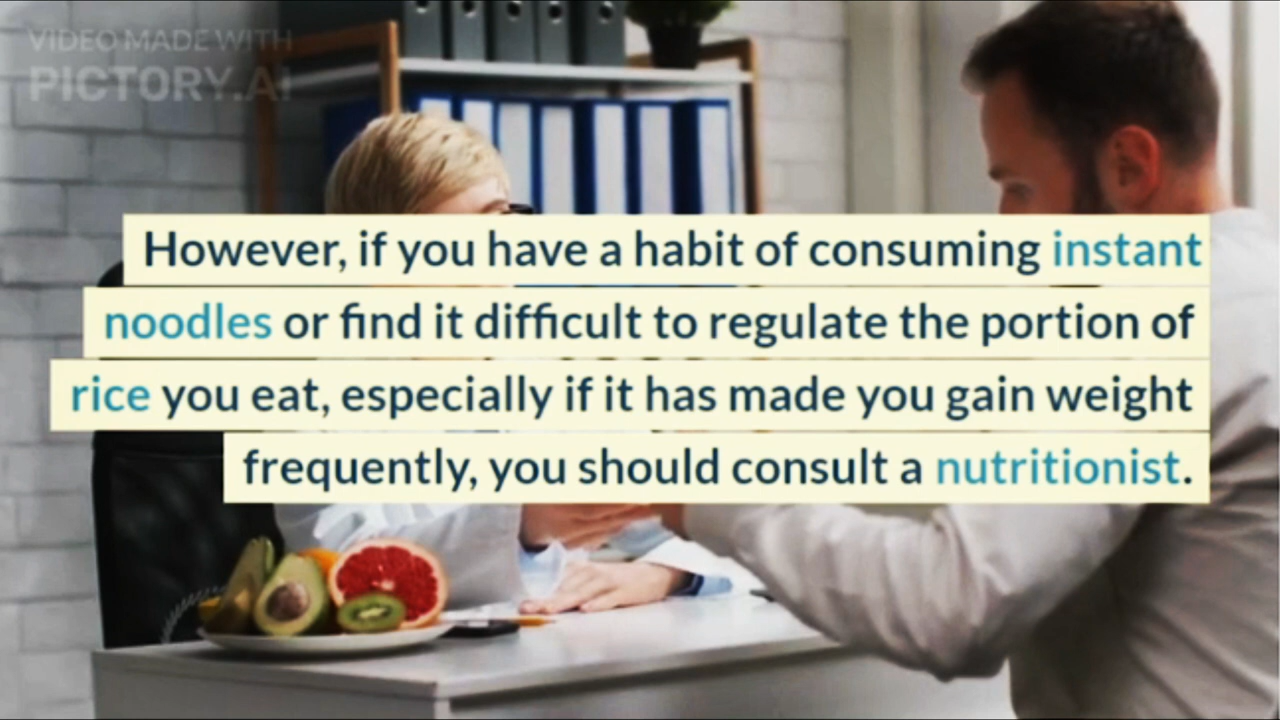 VIDEO MADE WITH
PICTORY.AI
However, if you have a habit of consuming instant
noodles or find it difficult to regulate the portion of
rice you eat, especially if it has made you gain weight
frequently, you should consult a nutritionist.